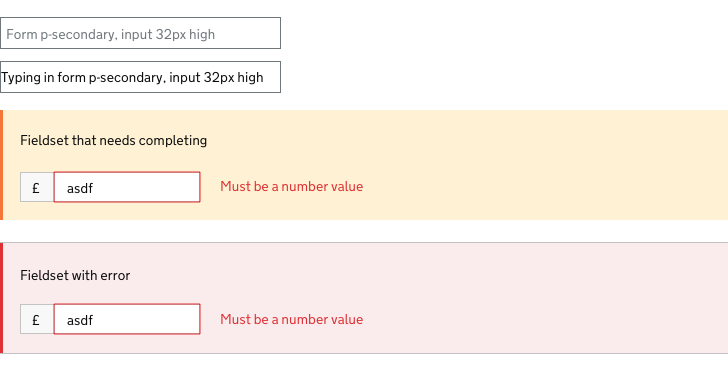 Form p-secondary, input 32px high
Typing in form p-secondary, input 32px high
Fieldset that needs completing
£ asdf Must be a number value
Fieldset with error
£ asdf Must be a number value